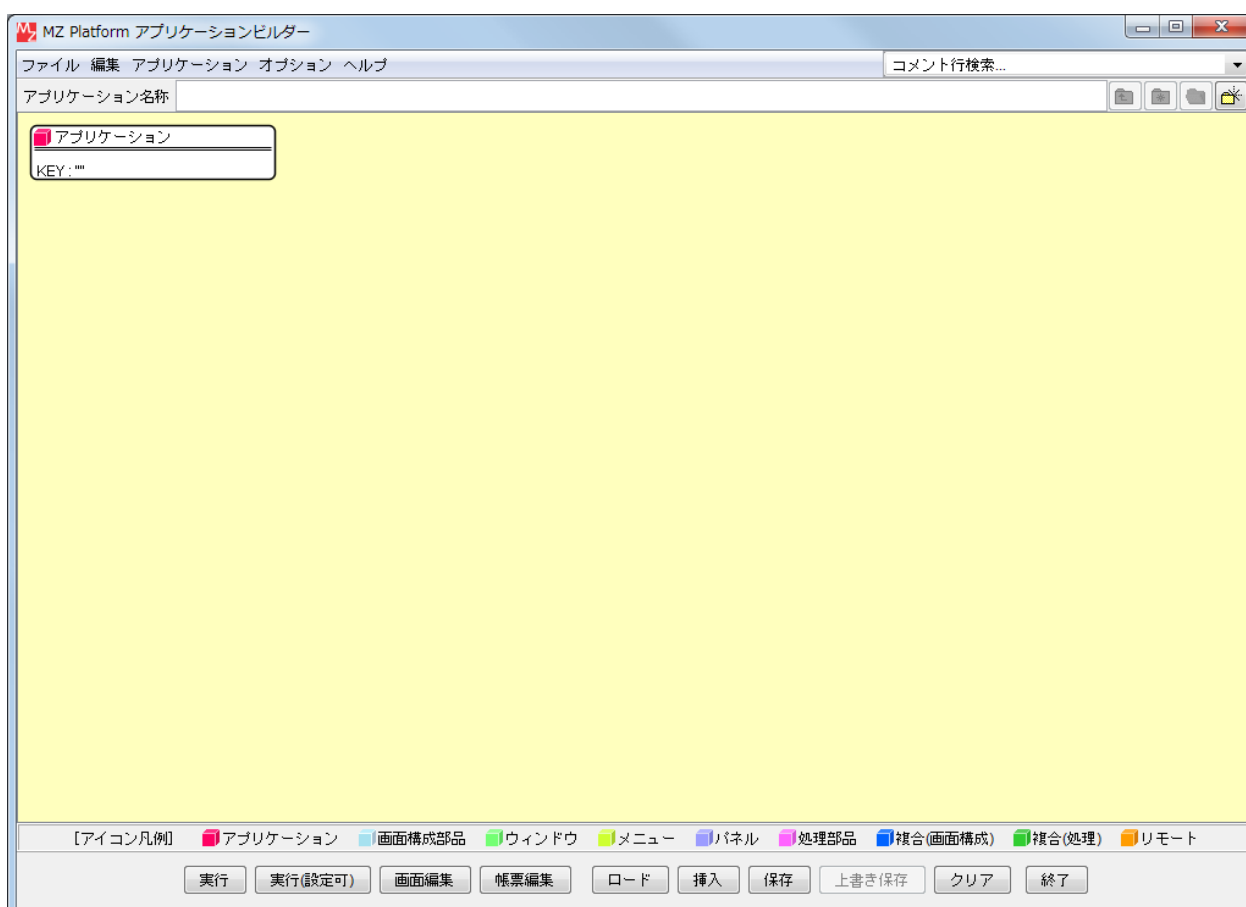 MZ Platform アプリケーションビルダー
ファイル 編集 アプリケーション オプション ヘルプ コメント行検索...
アプリケーション名称
アプリケーション
KEY : ""
[アイコン凡例] アプリケーション 画面構成部品 ウィンドウ メニュー パネル 処理部品 複合(画面構成) 複合(処理) リモート
実行 実行(設定可) 画面編集 帳票編集 ロード 挿入 保存 上書き保存 クリア 終了